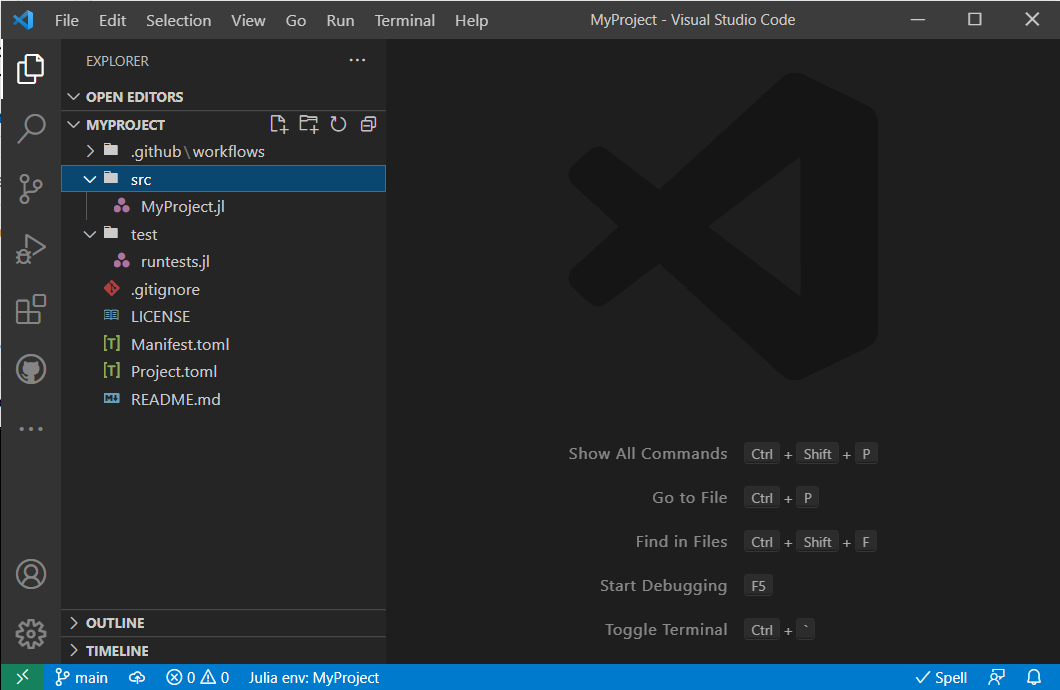 File Edit Selection View Go Run Terminal Help MyProject - Visual Studio Code
EXPLORER
OPEN EDITORS
MYPROJECT
.github\workflows
src
MyProject.jl
test
runtests.jl
.gitignore
LICENSE
[T] Manifest.toml
[T] Project.toml
README.md
Show All Commands Ctrl + Shift + P
Go to File Ctrl + P
Find in Files Ctrl + Shift + F
Start Debugging F5
Toggle Terminal Ctrl + `
OUTLINE
TIMELINE
main 0 0 Julia env: MyProject Spell